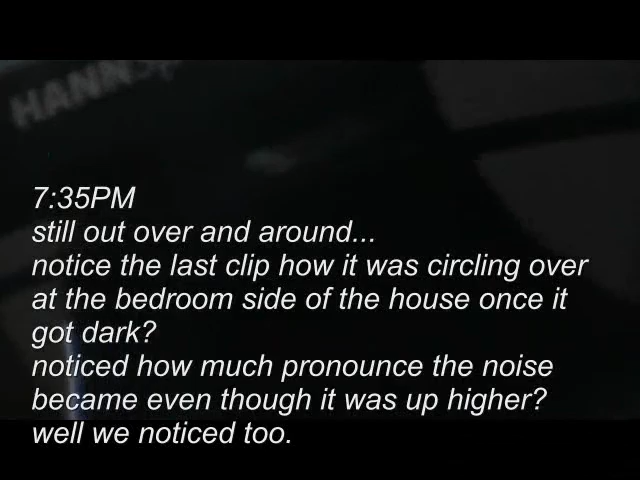 HANNSp
7:35PM
still out over and around...
notice the last clip how it was circling over
at the bedroom side of the house once it
got dark?
noticed how much pronounce the noise
became even though it was up higher?
well we noticed too.